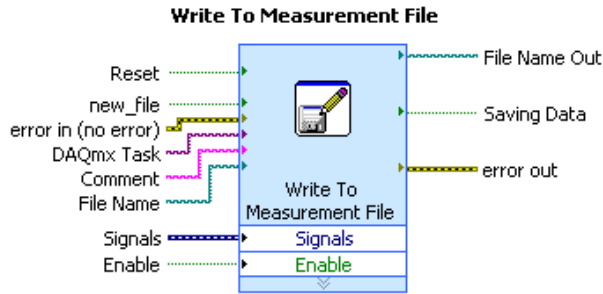 Write To Measurement File
Reset
new_file
error in (no error)
DAQmx Task
Comment
File Name
Signals
Enable
Write To
Measurement File
Signals
Enable
File Name Out
Saving Data
error out